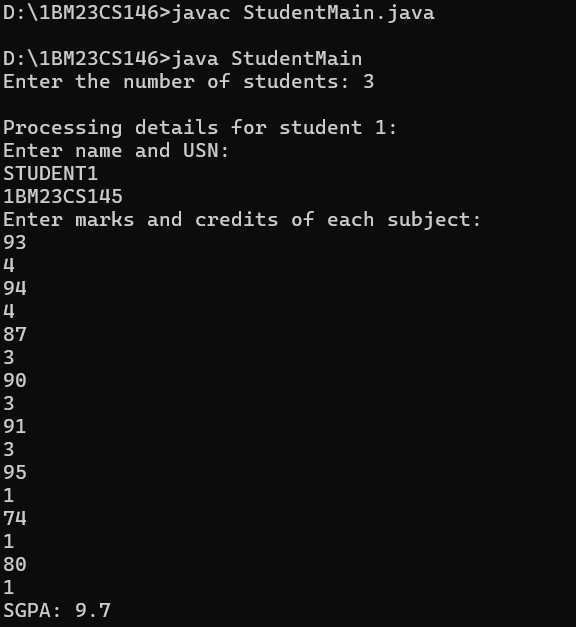 D:\1BM23CS146>javac StudentMain.java
D:\1BM23CS146>java StudentMain
Enter the number of students: 3
Processing details for student 1:
Enter name and USN:
STUDENT1
1BM23CS145
Enter marks and credits of each subject:
93
4
94
4
87
3
90
3
91
3
95
1
74
1
80
1
SGPA: 9.7